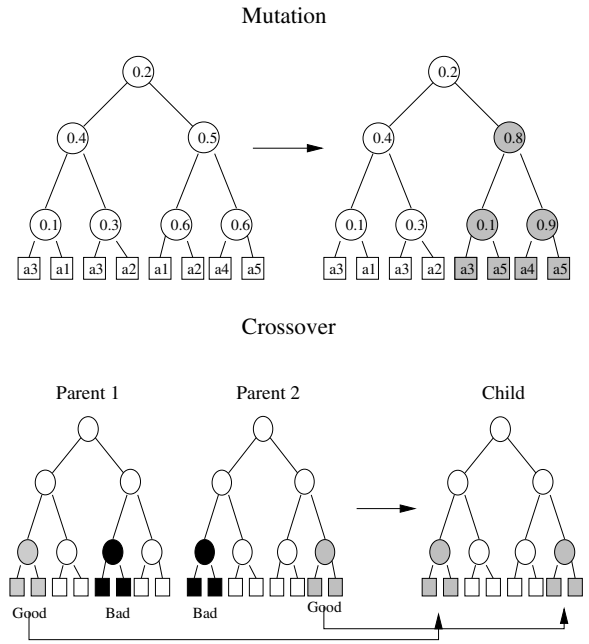 Mutation
0.2 0.2
0.4 0.5 0.4 0.8
0.1 0.3 0.6 0.6 0.1 0.3 0.1 0.9
a3 a1 a3 a2 a1 a2 a4 a5 a3 a1 a3 a2 a3 a5 a4 a5
Crossover
Parent 1 Parent 2 Child
Good Bad Bad Good